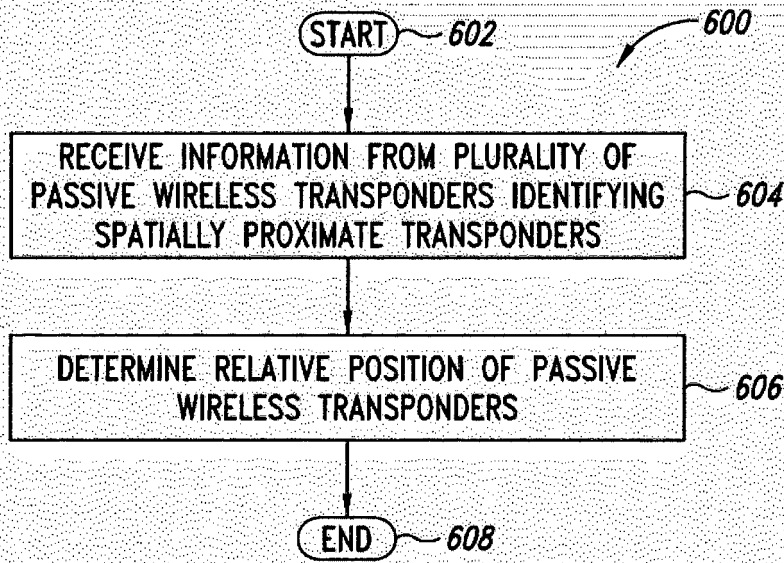 START 602
600
RECEIVE INFORMATION FROM PLURALITY OF
PASSIVE WIRELESS TRANSPONDERS IDENTIFYING
SPATIALLY PROXIMATE TRANSPONDERS
604
DETERMINE RELATIVE POSITION OF PASSIVE
WIRELESS TRANSPONDERS
606
END 608